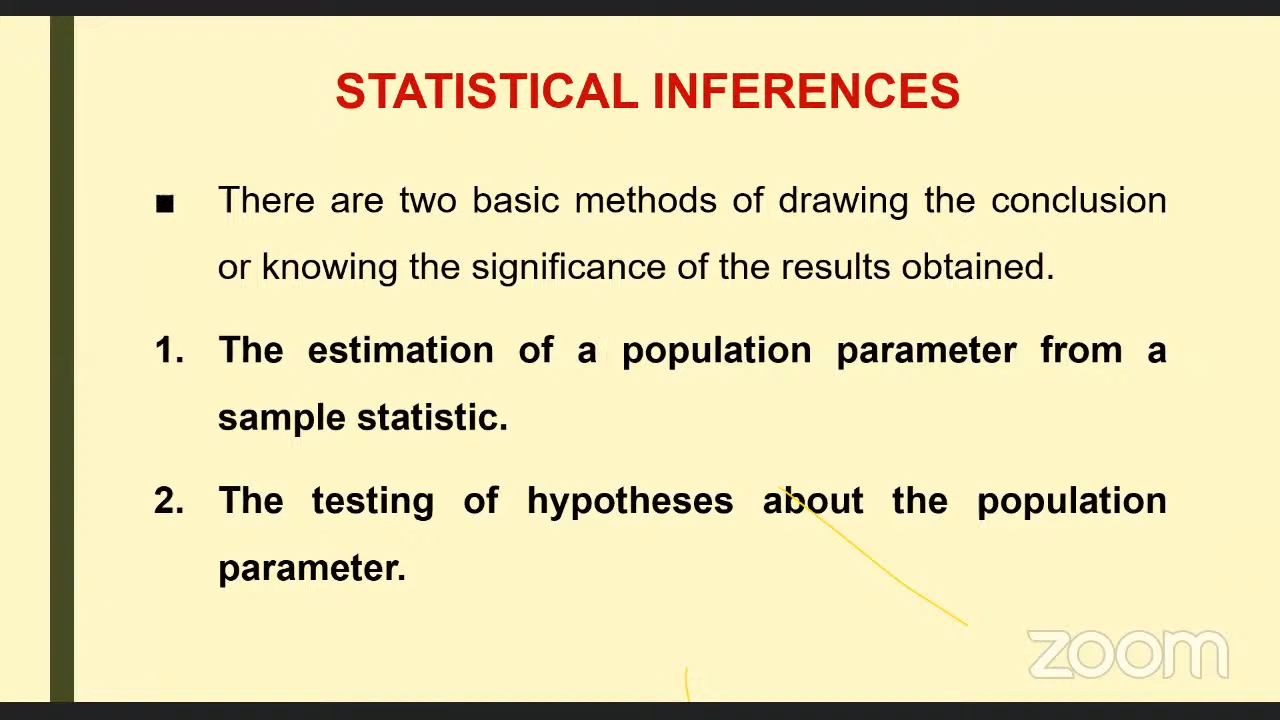 STATISTICAL INFERENCES
■ There are two basic methods of drawing the conclusion
or knowing the significance of the results obtained.
1. The estimation of a population parameter from a
sample statistic.
2. The testing of hypotheses about the population
parameter.
zoom